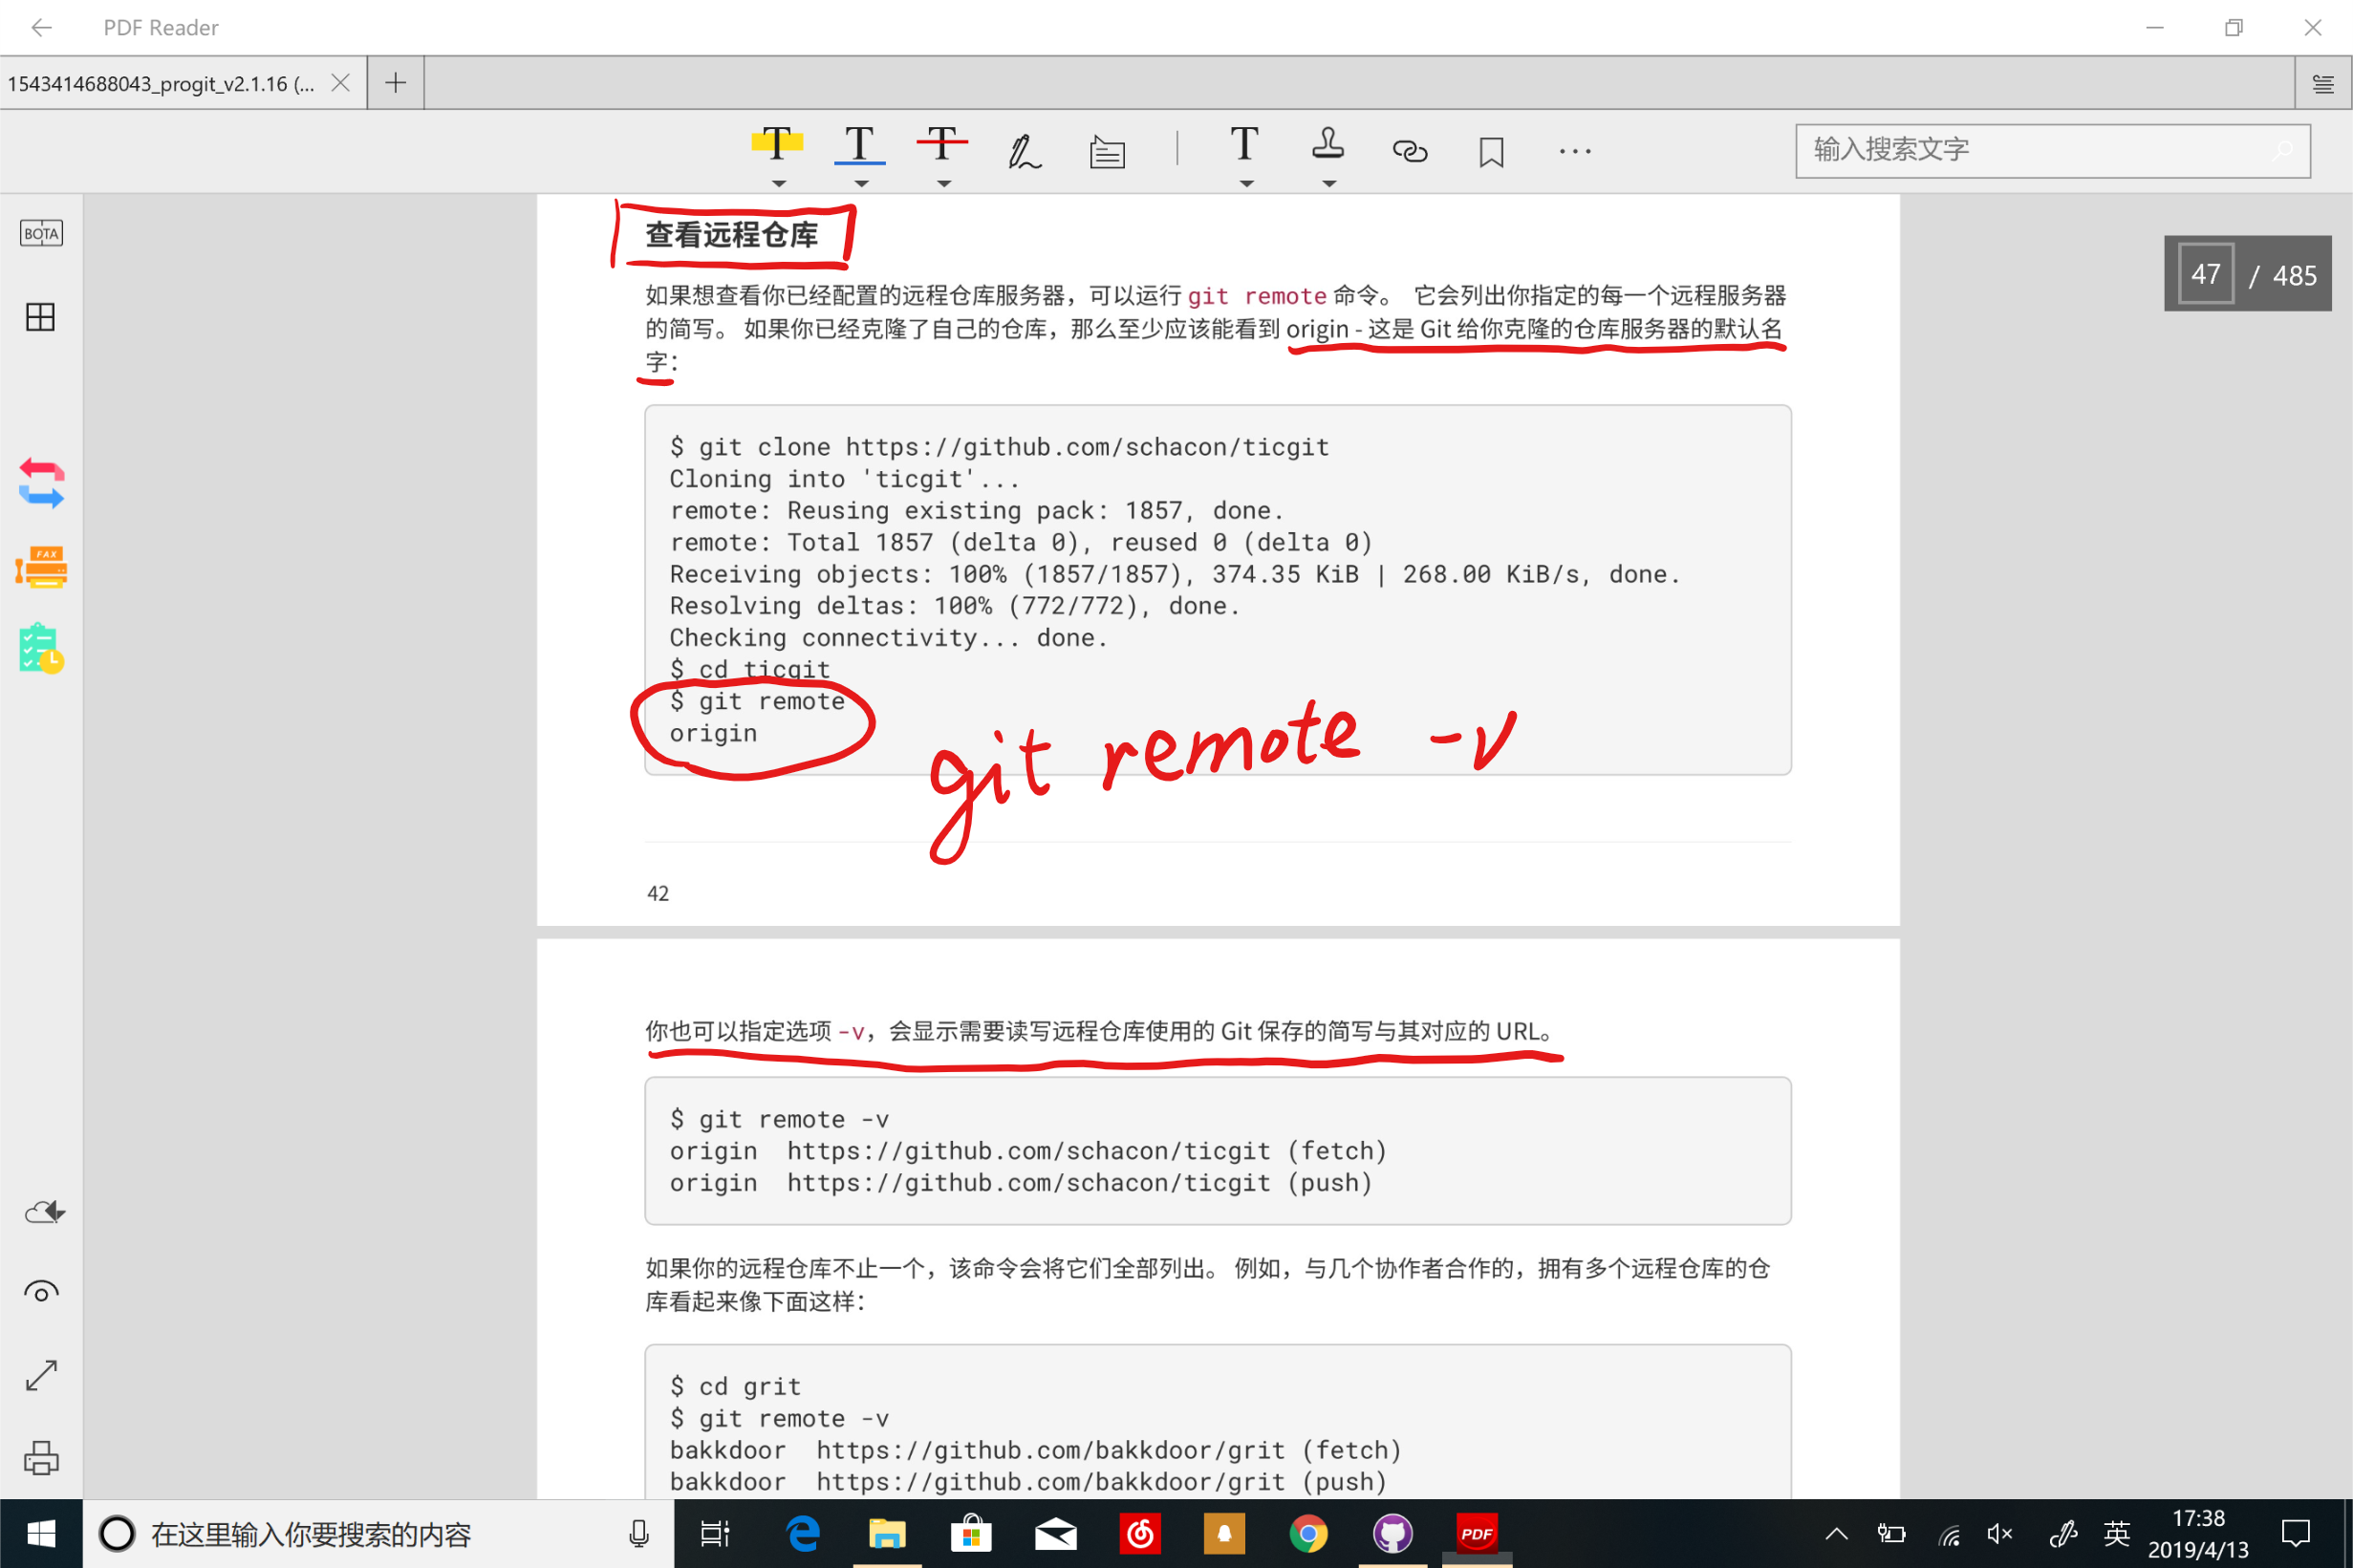 PDF Reader
1543414688043_progit_v2.1.16 (...
T T T T
输入搜索文字
BOTA
47 / 485
FAX
查看远程仓库
如果想查看你已经配置的远程仓库服务器，可以运行 git remote 命令。 它会列出你指定的每一个远程服务器
的简写。 如果你已经克隆了自己的仓库，那么至少应该能看到 origin - 这是 Git 给你克隆的仓库服务器的默认名
字：
$ git clone https://github.com/schacon/ticgit
Cloning into 'ticgit'...
remote: Reusing existing pack: 1857, done.
remote: Total 1857 (delta 0), reused 0 (delta 0)
Receiving objects: 100% (1857/1857), 374.35 KiB | 268.00 KiB/s, done.
Resolving deltas: 100% (772/772), done.
Checking connectivity... done.
$ cd ticgit
$ git remote
origin
git remote -v
42
你也可以指定选项 -v，会显示需要读写远程仓库使用的 Git 保存的简写与其对应的 URL。
$ git remote -v
origin  https://github.com/schacon/ticgit (fetch)
origin  https://github.com/schacon/ticgit (push)
如果你的远程仓库不止一个，该命令会将它们全部列出。 例如，与几个协作者合作的，拥有多个远程仓库的仓
库看起来像下面这样：
$ cd grit
$ git remote -v
bakkdoor  https://github.com/bakkdoor/grit (fetch)
bakkdoor  https://github.com/bakkdoor/grit (push)
在这里输入你要搜索的内容
PDF
英
17:38
2019/4/13